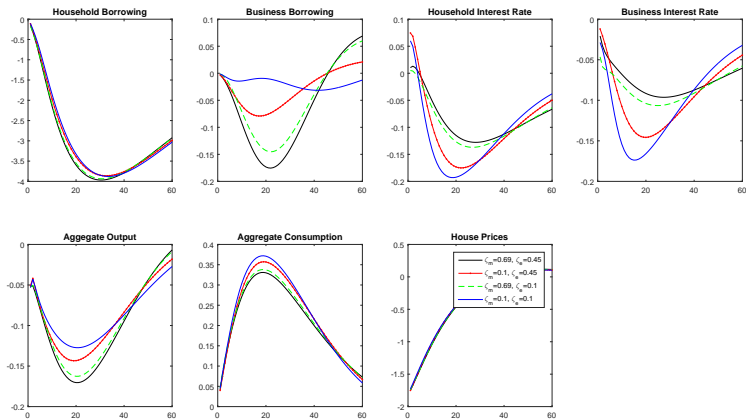 Household Borrowing
0
-0.5
-1
-1.5
-2
-2.5
-3
-3.5
-4
0 20 40 60
Business Borrowing
0.1
0.05
0
-0.05
-0.1
-0.15
-0.2
0 20 40 60
Household Interest Rate
0.1
0.05
0
-0.05
-0.1
-0.15
-0.2
0 20 40 60
Business Interest Rate
0
-0.05
-0.1
-0.15
-0.2
0 20 40 60
Aggegate Output
0
-0.05
-0.1
-0.15
-0.2
0 20 40 60
Aggregate Consumption
0.4
0.35
0.3
0.25
0.2
0.15
0.1
0.05
0
0 20 40 60
House Prices
0.5
0
-0.5
-1
-1.5
-2
0 20 40 60
ζm=0.69, ζe=0.45
ζm=0.1, ζe=0.45
ζm=0.69, ζe=0.1
ζm=0.1, ζe=0.1